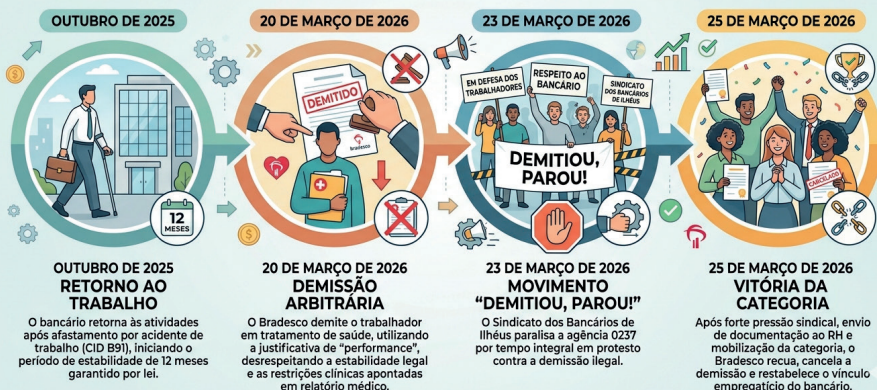 OUTUBRO DE 2025
20 DE MARÇO DE 2026
23 DE MARÇO DE 2026
25 DE MARÇO DE 2026
12
MESES
DEMITIDO
bradesco
EM DEFESA DOS
TRABALHADORES
RESPEITO AO
BANCÁRIO
SINDICATO
DOS BANCÁRIOS
DE ILHÉUS
DEMITIOU,
PAROU!
CANCELADO
OUTUBRO DE 2025
RETORNO AO
TRABALHO
O bancário retorna às atividades
após afastamento por acidente de
trabalho (CID B91), iniciando o
período de estabilidade de 12 meses
garantido por lei.
20 DE MARÇO DE 2026
DEMISSÃO
ARBITRÁRIA
O Bradesco demite o trabalhador
em tratamento de saúde, utilizando
a justificativa de “performance”,
desrespeitando a estabilidade legal
e as restrições clínicas apontadas
em relatório médico.
23 DE MARÇO DE 2026
MOVIMENTO
“DEMITIOU, PAROU!”
O Sindicato dos Bancários de
Ilhéus paralisa a agência 0237
por tempo integral em protesto
contra a demissão ilegal.
25 DE MARÇO DE 2026
VITÓRIA DA
CATEGORIA
Após forte pressão sindical, envio
de documentação ao RH e
mobilização da categoria, o
Bradesco recua, cancela a
demissão e restabelece o vínculo
empregatício do bancário.